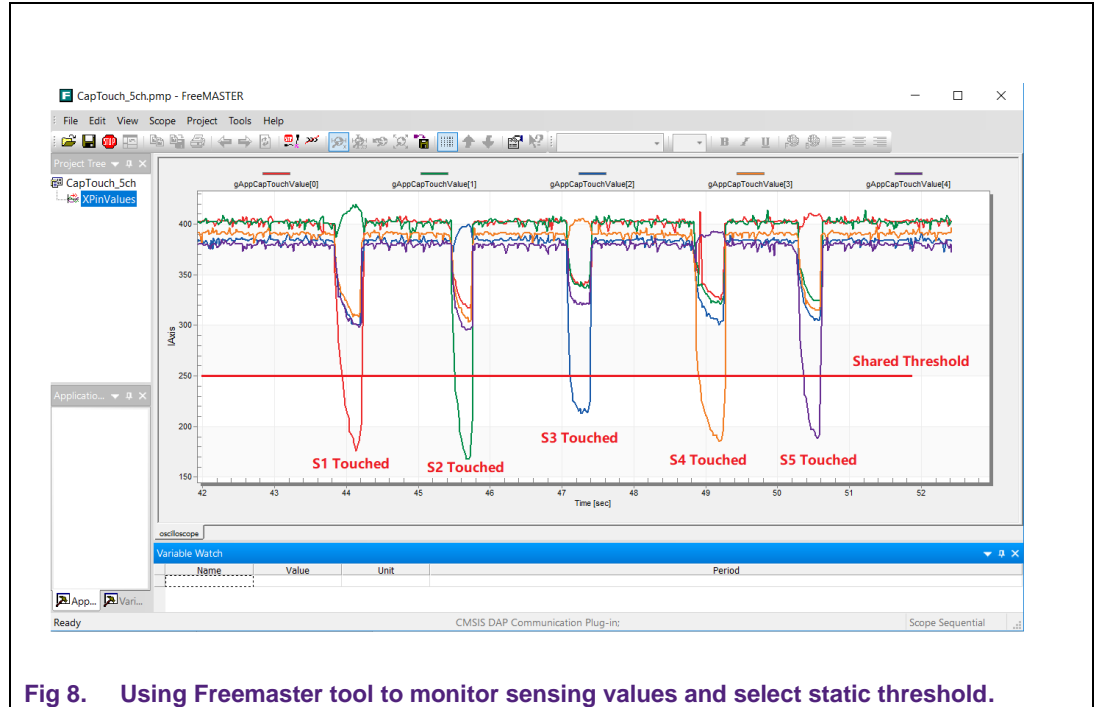 CapTouch_5ch.pmp - FreeMASTER
File Edit View Scope Project Tools Help
Project Tree
CapTouch_5ch
XPinValues
gAppCapTouchValue[0] gAppCapTouchValue[1] gAppCapTouchValue[2] gAppCapTouchValue[3] gAppCapTouchValue[4]
400
350
300
IAxis
Shared Threshold
250
Applicatio...
200
S3 Touched
S1 Touched S2 Touched S4 Touched S5 Touched
150
42 43 44 45 46 47 48 49 50 51 52
Time [sec]
osciloscope
Variable Watch
Name Value Unit Period
App... Vari...
Ready CMSIS DAP Communication Plug-in: Scope Sequential
Fig 8. Using Freemaster tool to monitor sensing values and select static threshold.